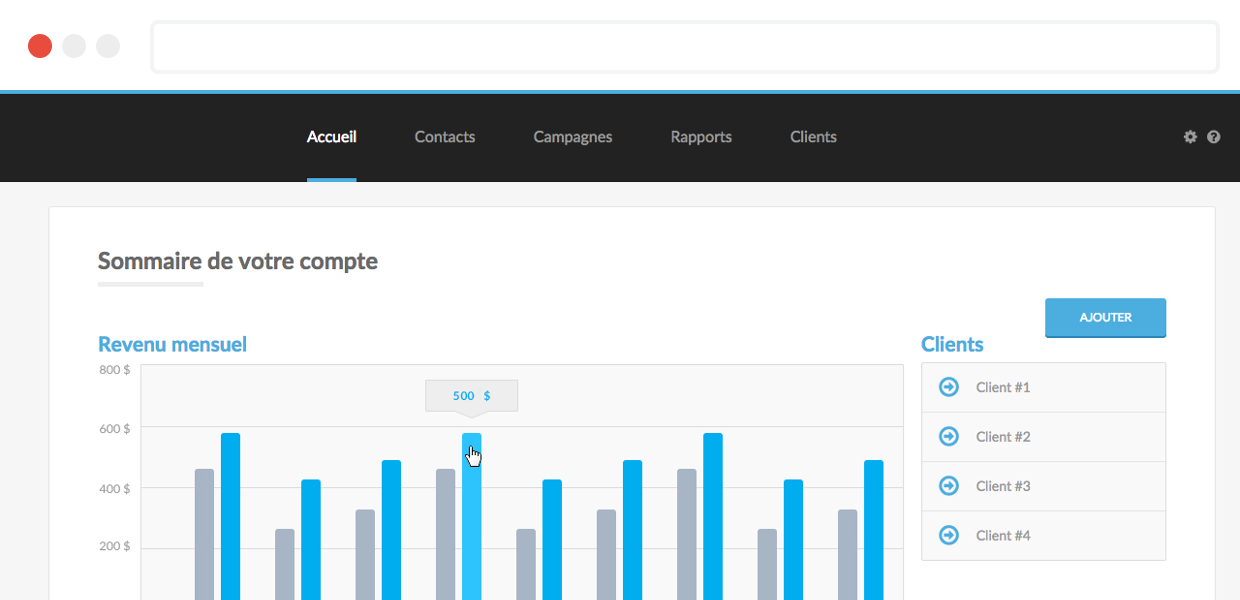 Accueil
Contacts
Campagnes
Rapports
Clients
Sommaire de votre compte
AJOUTER
Revenu mensuel
Clients
800 $
600 $
400 $
200 $
500 $
Client #1
Client #2
Client #3
Client #4